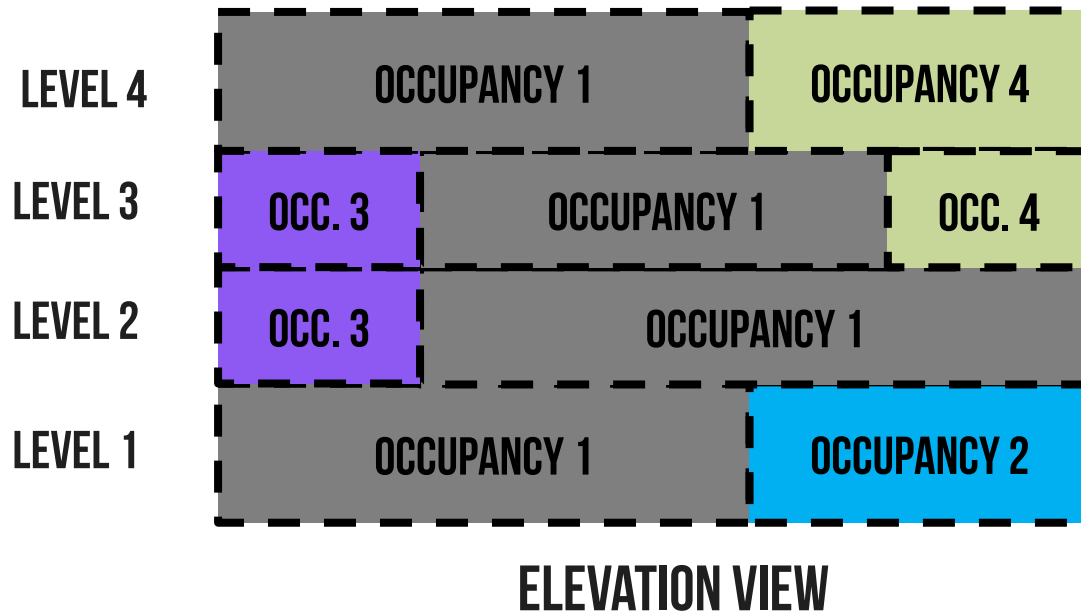 LEVEL 4
OCCUPANCY 1
OCCUPANCY 4
LEVEL 3
OCC. 3
OCCUPANCY 1
OCC. 4
LEVEL 2
OCC. 3
OCCUPANCY 1
LEVEL 1
OCCUPANCY 1
OCCUPANCY 2
ELEVATION VIEW